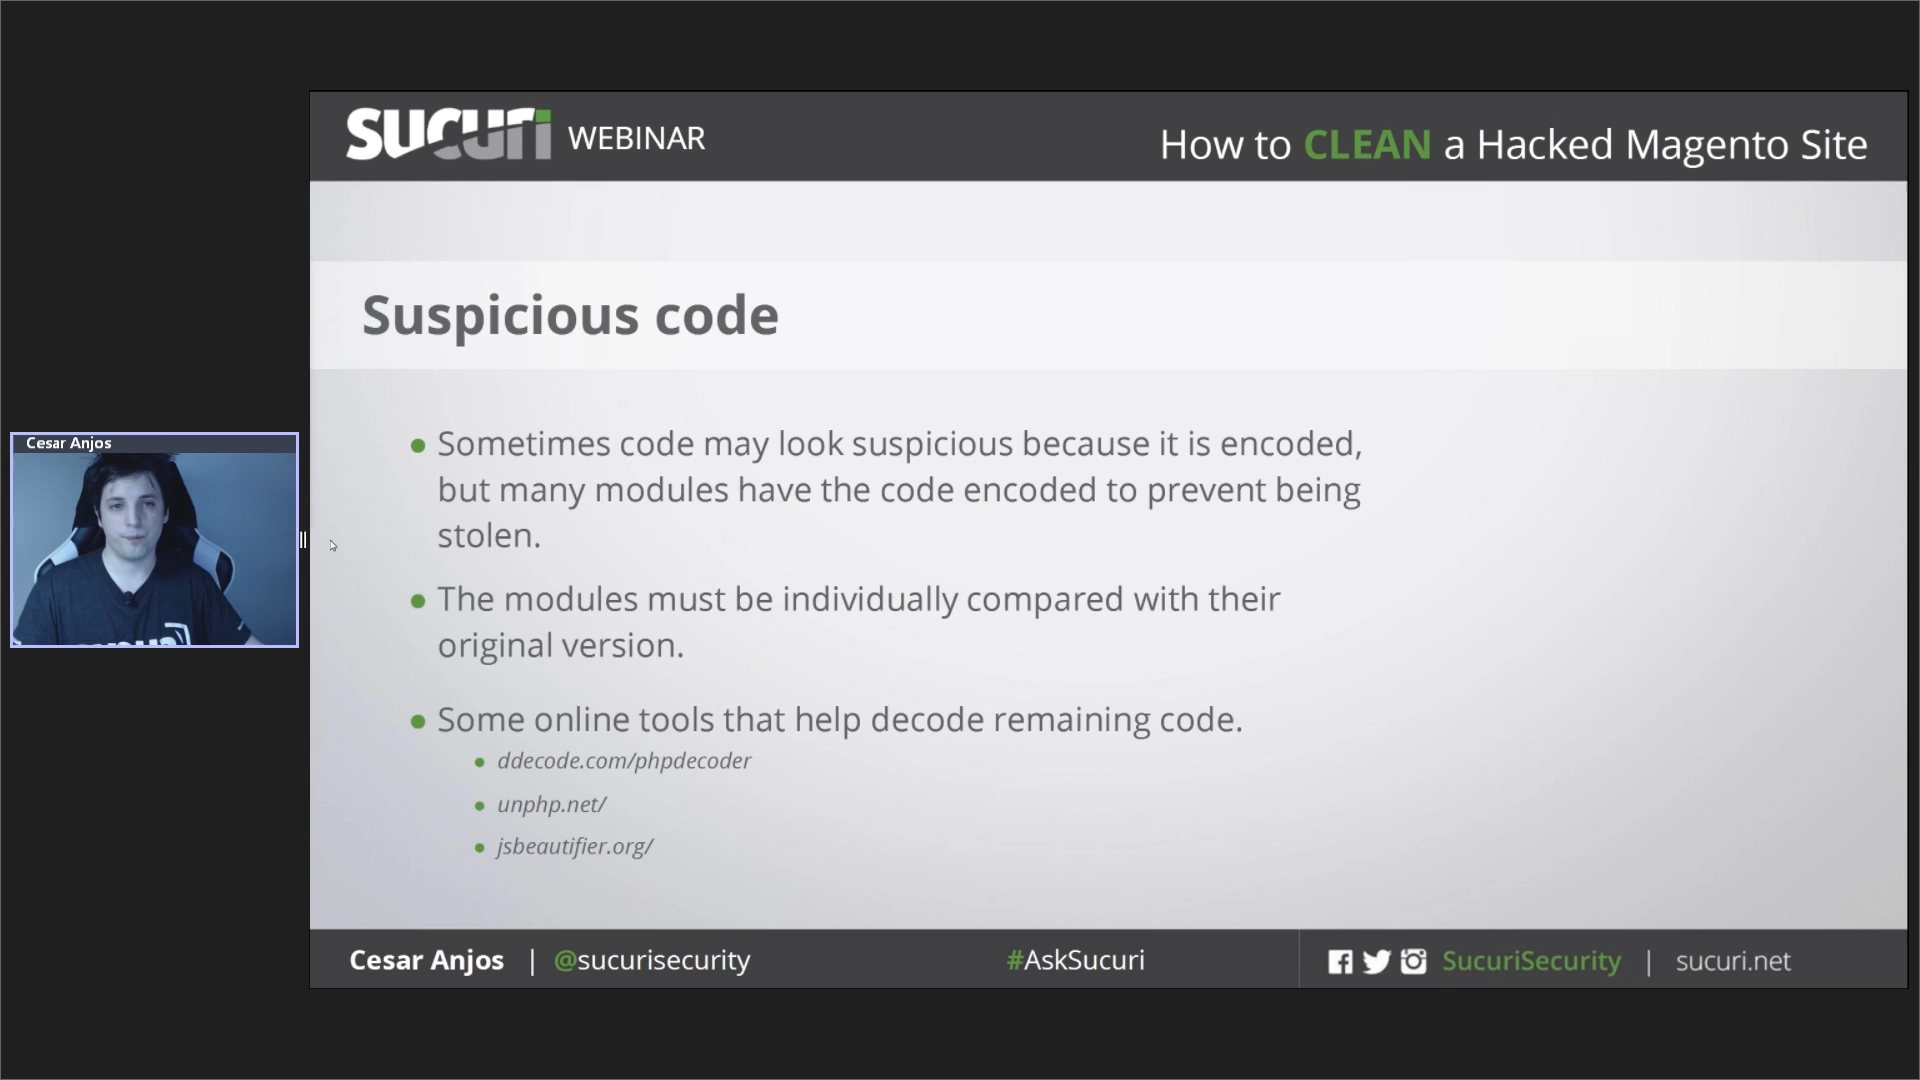 sucuri WEBINAR
How to CLEAN a Hacked Magento Site
Suspicious code
Cesar Anjos
Sometimes code may look suspicious because it is encoded,
but many modules have the code encoded to prevent being
stolen.
The modules must be individually compared with their
original version.
Some online tools that help decode remaining code.
ddecode.com/phpdecoder
unphp.net/
jsbeautifier.org/
Cesar Anjos | @sucurisecurity
#AskSucuri
SucuriSecurity | sucuri.net